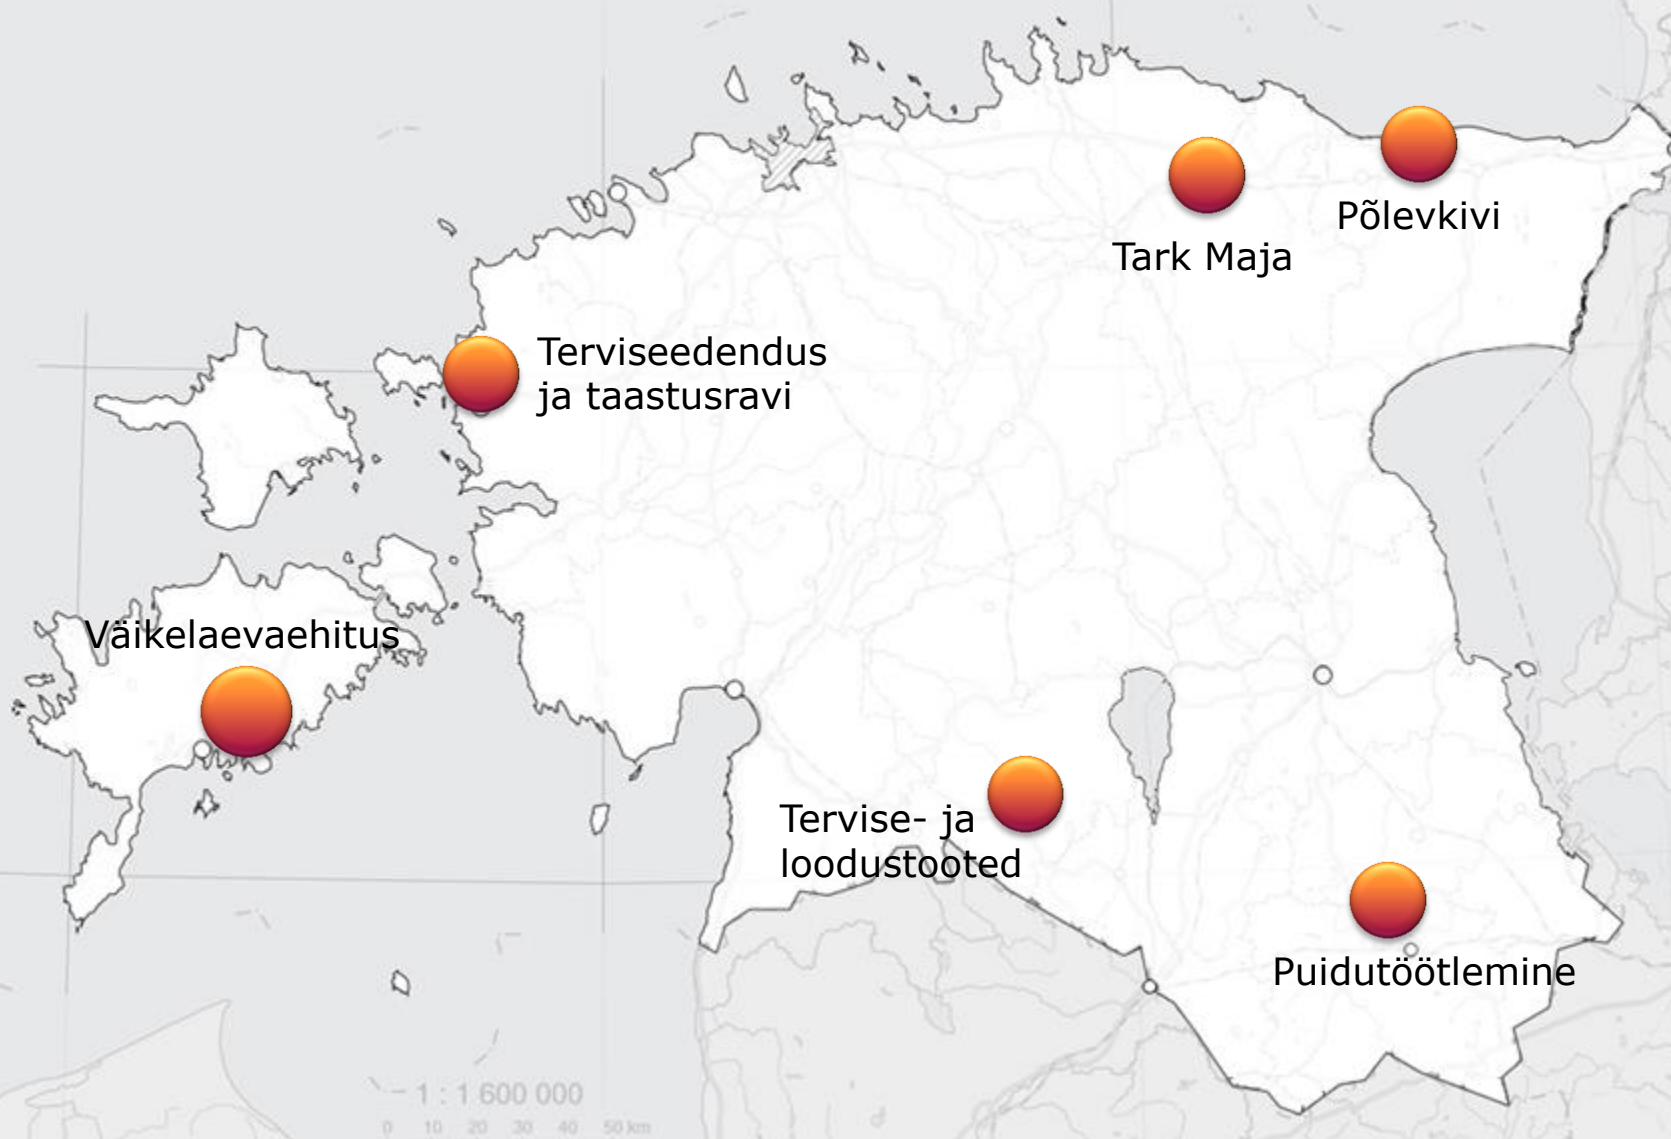 Põlevkivi
Tark Maja
Terviseedendus
ja taastusravi
Väikelaevaehitus
Tervise- ja
loodustooted
Puidutöötlemine
1 : 1 600 000
0 10 20 30 40 50 km